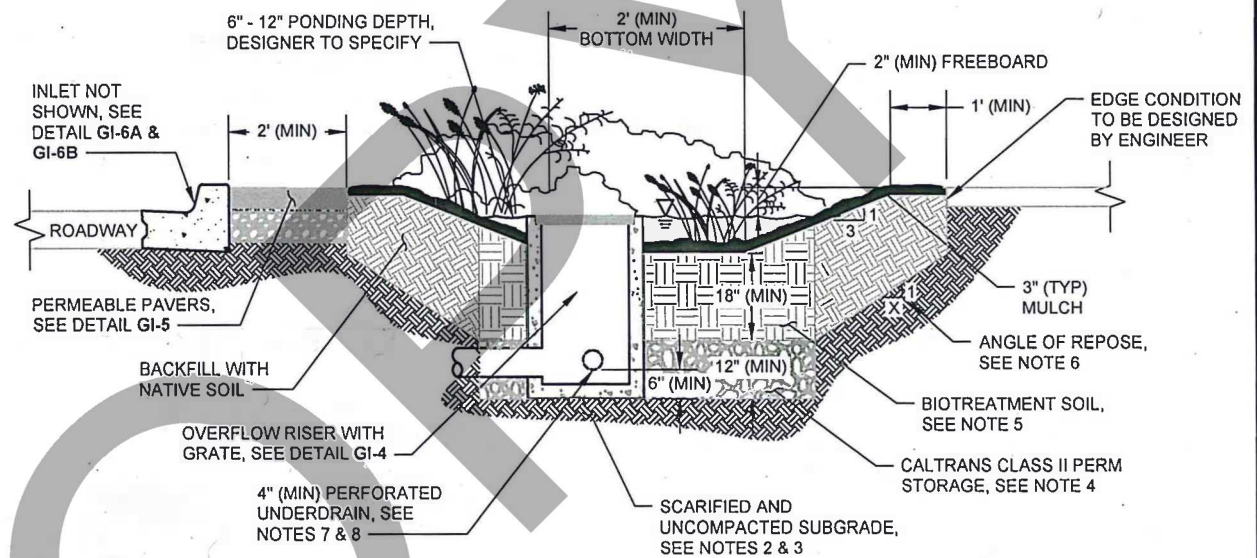 6" - 12" PONDING DEPTH,
DESIGNER TO SPECIFY
2' (MIN)
BOTTOM WIDTH
2" (MIN) FREEBOARD
INLET NOT
SHOWN, SEE
DETAIL GI-6A &
GI-6B
2' (MIN)
1' (MIN)
EDGE CONDITION
TO BE DESIGNED
BY ENGINEER
ROADWAY
1
3
PERMEABLE PAVERS,
SEE DETAIL GI-5
18" (MIN)
3" (TYP)
MULCH
1
X
ANGLE OF REPOSE,
SEE NOTE 6
BACKFILL WITH
NATIVE SOIL
12" (MIN)
6" (MIN)
BIOTREATMENT SOIL,
SEE NOTE 5
OVERFLOW RISER WITH
GRATE, SEE DETAIL GI-4
CALTRANS CLASS II PERM
STORAGE, SEE NOTE 4
4" (MIN) PERFORATED
UNDERDRAIN, SEE
NOTES 7 & 8
SCARIFIED AND
UNCOMPACTED SUBGRADE,
SEE NOTES 2 & 3